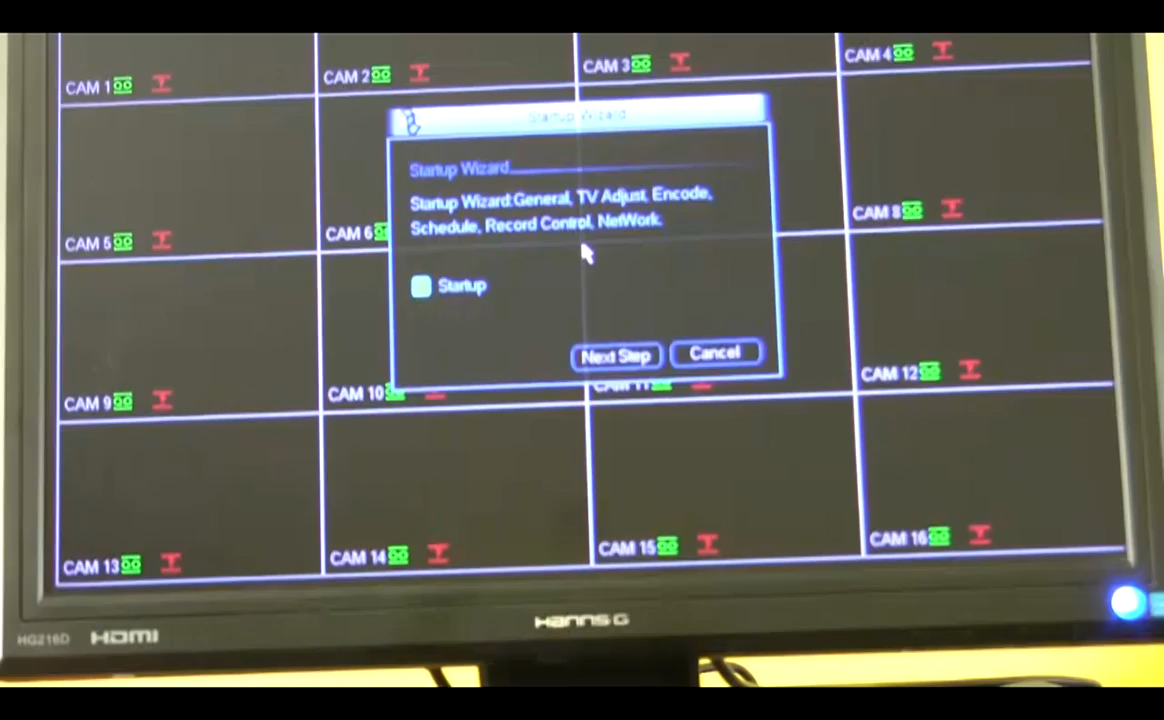 CAM 1
CAM 2
CAM 3
CAM 4
Startup Wizard
Startup Wizard
Startup Wizard:General, TV Adjust, Encode,
Schedule, Record Control, NetWork.
CAM 5
CAM 6
CAM 8
Startup
Next Step
Cancel
CAM 9
CAM 10
CAM 11
CAM 12
CAM 13
CAM 14
CAM 15
CAM 16
HG216D
HDMI
HANNS G